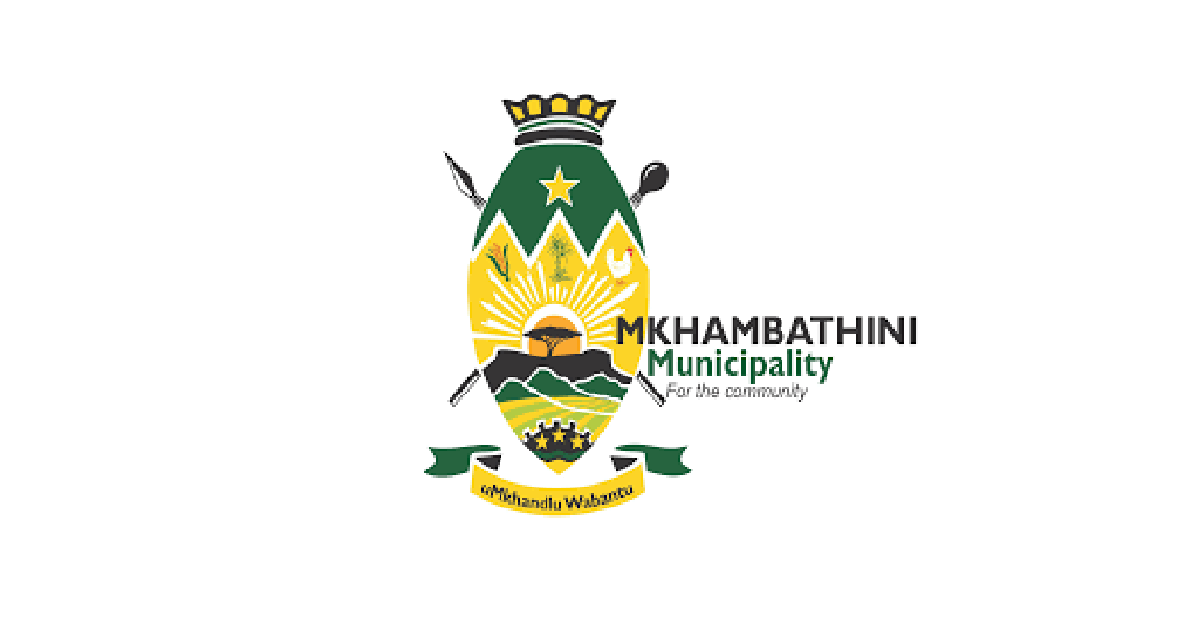 MKHAMBATHINI
Municipality
For the community
uMkhandlu Wabantu